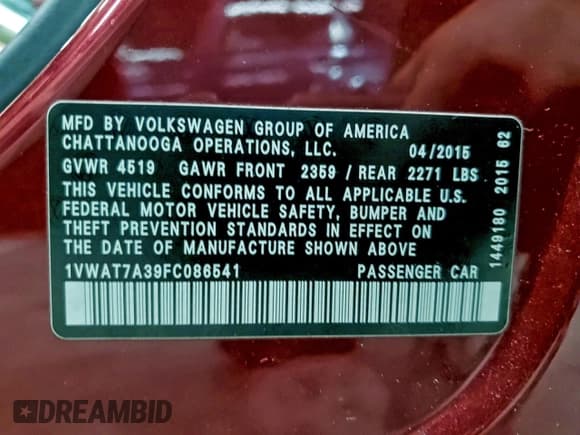 MFD BY VOLKSWAGEN GROUP OF AMERICA
CHATTANOOGA OPERATIONS, LLC. 04/2015
GVWR 4519 GAWR FRONT 2359 / REAR 2271 LBS
THIS VEHICLE CONFORMS TO ALL APPLICABLE U.S.
FEDERAL MOTOR VEHICLE SAFETY, BUMPER AND
THEFT PREVENTION STANDARDS IN EFFECT ON
THE DATE OF MANUFACTURE SHOWN ABOVE
1VWAT7A39FC086541 PASSENGER CAR
1449180 2015 62
DREAMBID